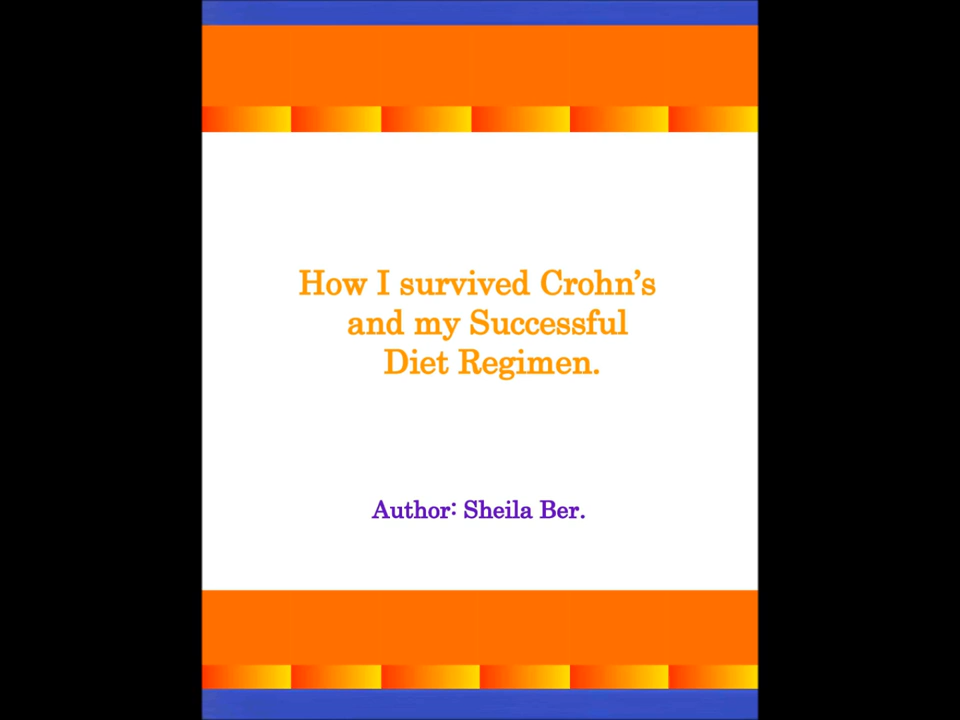 How I survived Crohn’s
and my Successful
Diet Regimen.
Author: Sheila Ber.